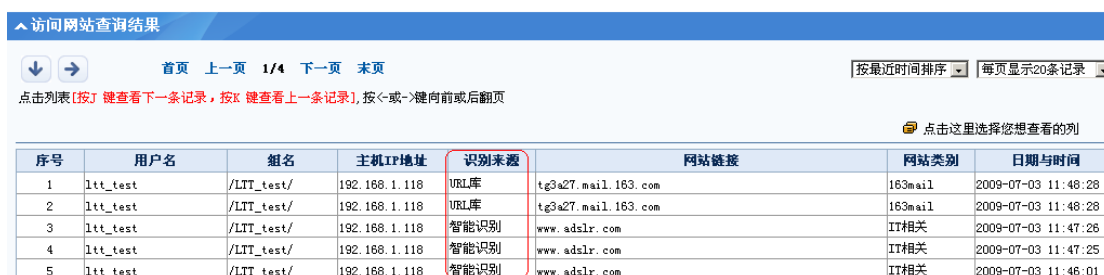 访问网站查询结果
首页 上一页 1/4 下一页 末页 按最近时间排序 每页显示20条记录
点击列表[按J 键查看下一条记录，按K 键查看上一条记录],按<-或->键向前或后翻页
点击这里选择您想查看的列
序号 用户名 组名 主机IP地址 识别来源 网站链接 网站类别 日期与时间
1 ltt_test /LTT_test/ 192.168.1.118 URL库 tg3a27.mail.163.com 163mail 2009-07-03 11:48:28
2 ltt_test /LTT_test/ 192.168.1.118 URL库 tg3a27.mail.163.com 163mail 2009-07-03 11:48:28
3 ltt_test /LTT_test/ 192.168.1.118 智能识别 www.adslr.com IT相关 2009-07-03 11:47:26
4 ltt_test /LTT_test/ 192.168.1.118 智能识别 www.adslr.com IT相关 2009-07-03 11:47:25
5 ltt_test /LTT_test/ 192.168.1.118 智能识别 www.adslr.com IT相关 2009-07-03 11:46:01